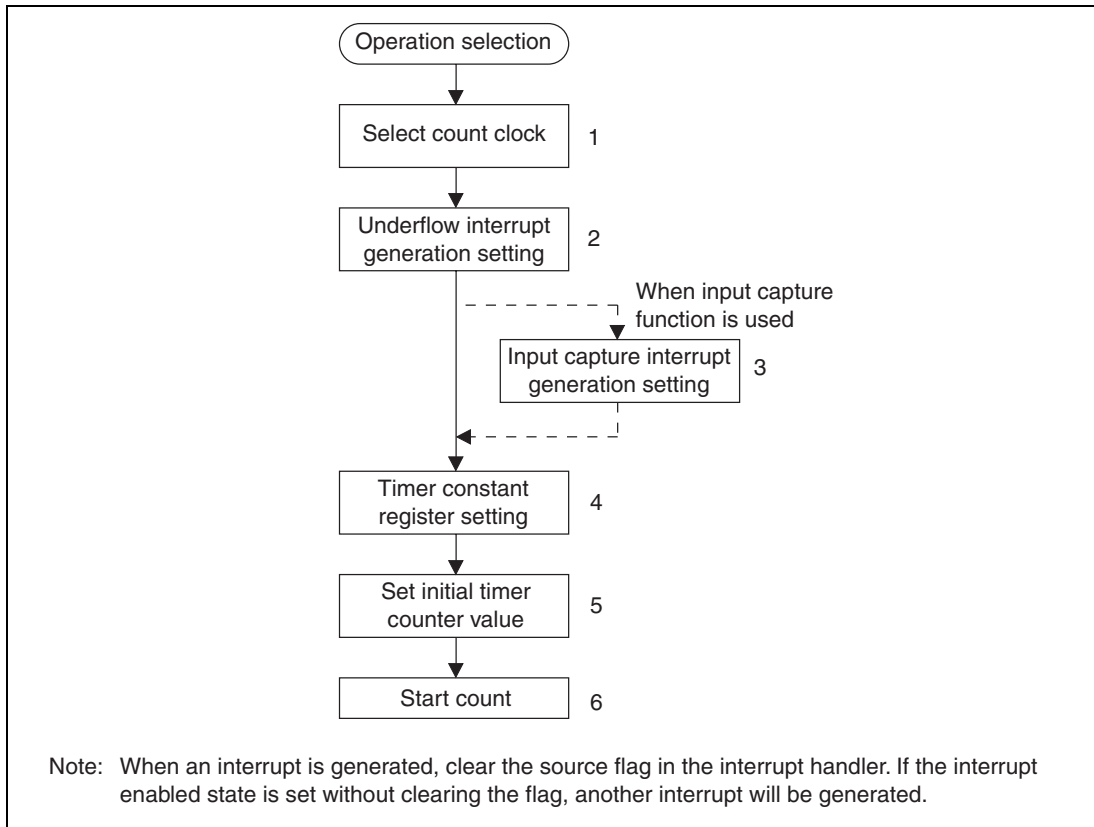 Operation selection
Select count clock
1
Underflow interrupt
generation setting
2
When input capture
function is used
Input capture interrupt
generation setting
3
Timer constant
register setting
4
Set initial timer
counter value
5
Start count
6
Note: When an interrupt is generated, clear the source flag in the interrupt handler. If the interrupt
enabled state is set without clearing the flag, another interrupt will be generated.